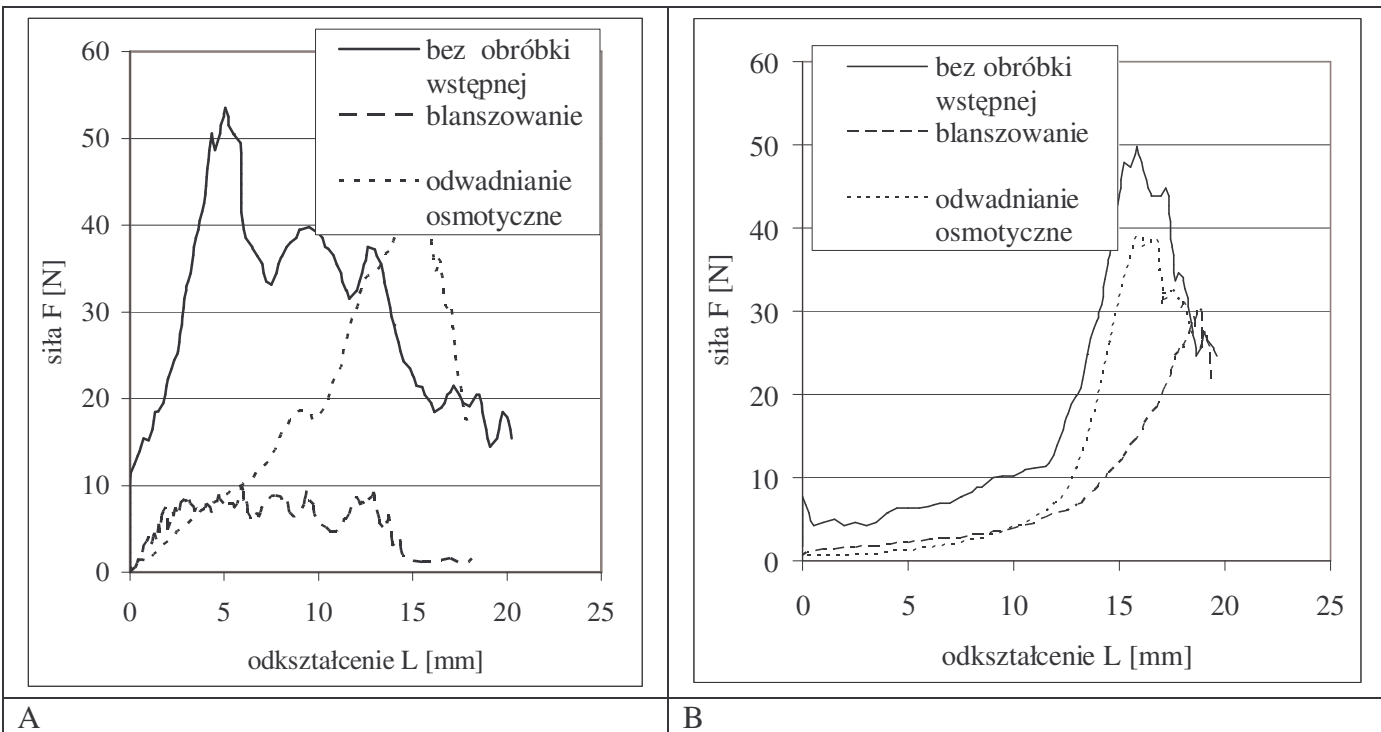 60
50
40
30
20
10
0
siła F [N]
0 5 10 15 20 25
odkształcenie L [mm]
bez obróbki
wstępnej
blanszowanie
odwadnianie
osmotyczne
A
60
50
40
30
20
10
0
siła F [N]
0 5 10 15 20 25
odkształcenie L [mm]
bez obróbki
wstępnej
blanszowanie
odwadnianie
osmotyczne
B